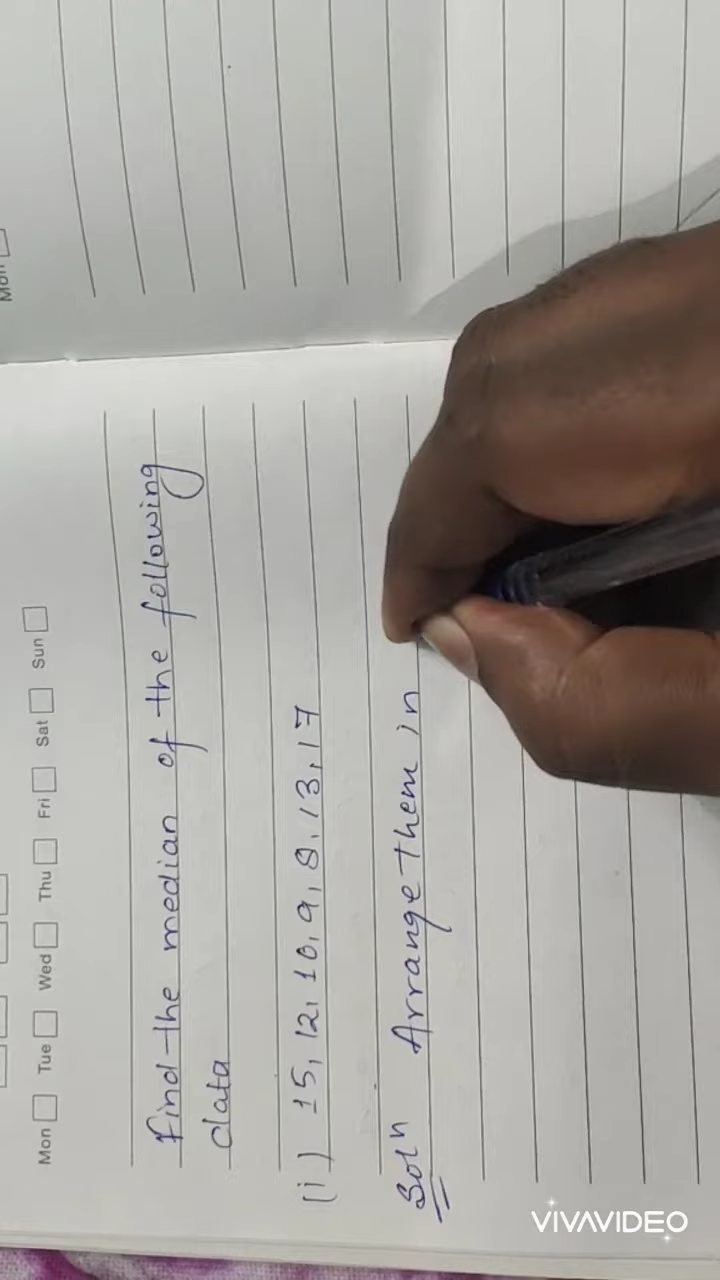 Mon
Mon Tue Wed Thu Fri Sat Sun
find the median of the following
data
(i) 15, 12, 10, 9, 8, 13, 17
Solⁿ Arrange them in
VIVAVIDEO